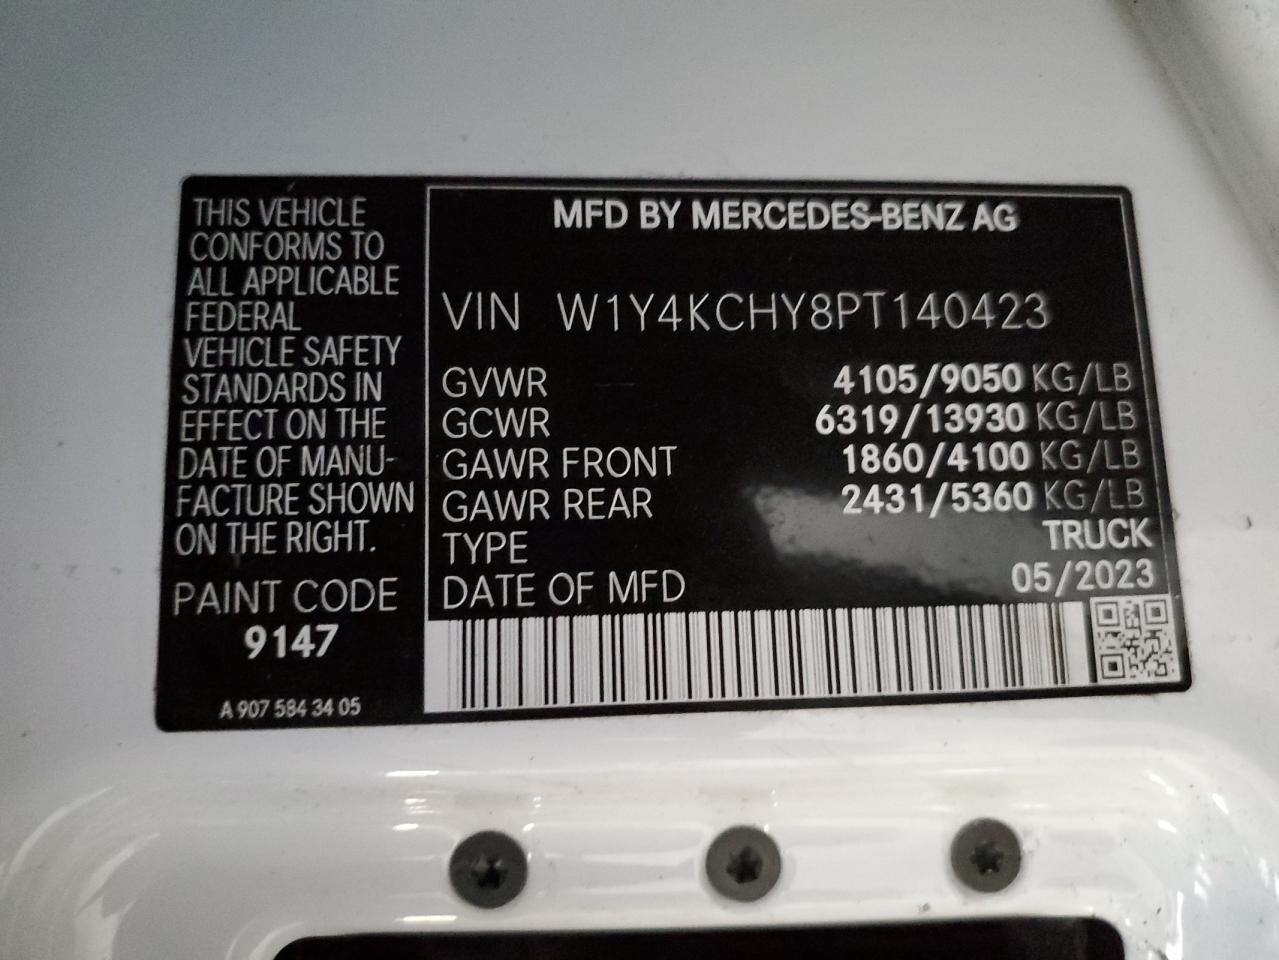 THIS VEHICLE
CONFORMS TO
ALL APPLICABLE
FEDERAL
VEHICLE SAFETY
STANDARDS IN
EFFECT ON THE
DATE OF MANU-
FACTURE SHOWN
ON THE RIGHT.
PAINT CODE
9147
A 907 584 34 05
MFD BY MERCEDES-BENZ AG
VIN W1Y4KCHY8PT140423
GVWR 4105/9050 KG/LB
GCWR 6319/13930 KG/LB
GAWR FRONT 1860/4100 KG/LB
GAWR REAR 2431/5360 KG/LB
TYPE TRUCK
DATE OF MFD 05/2023